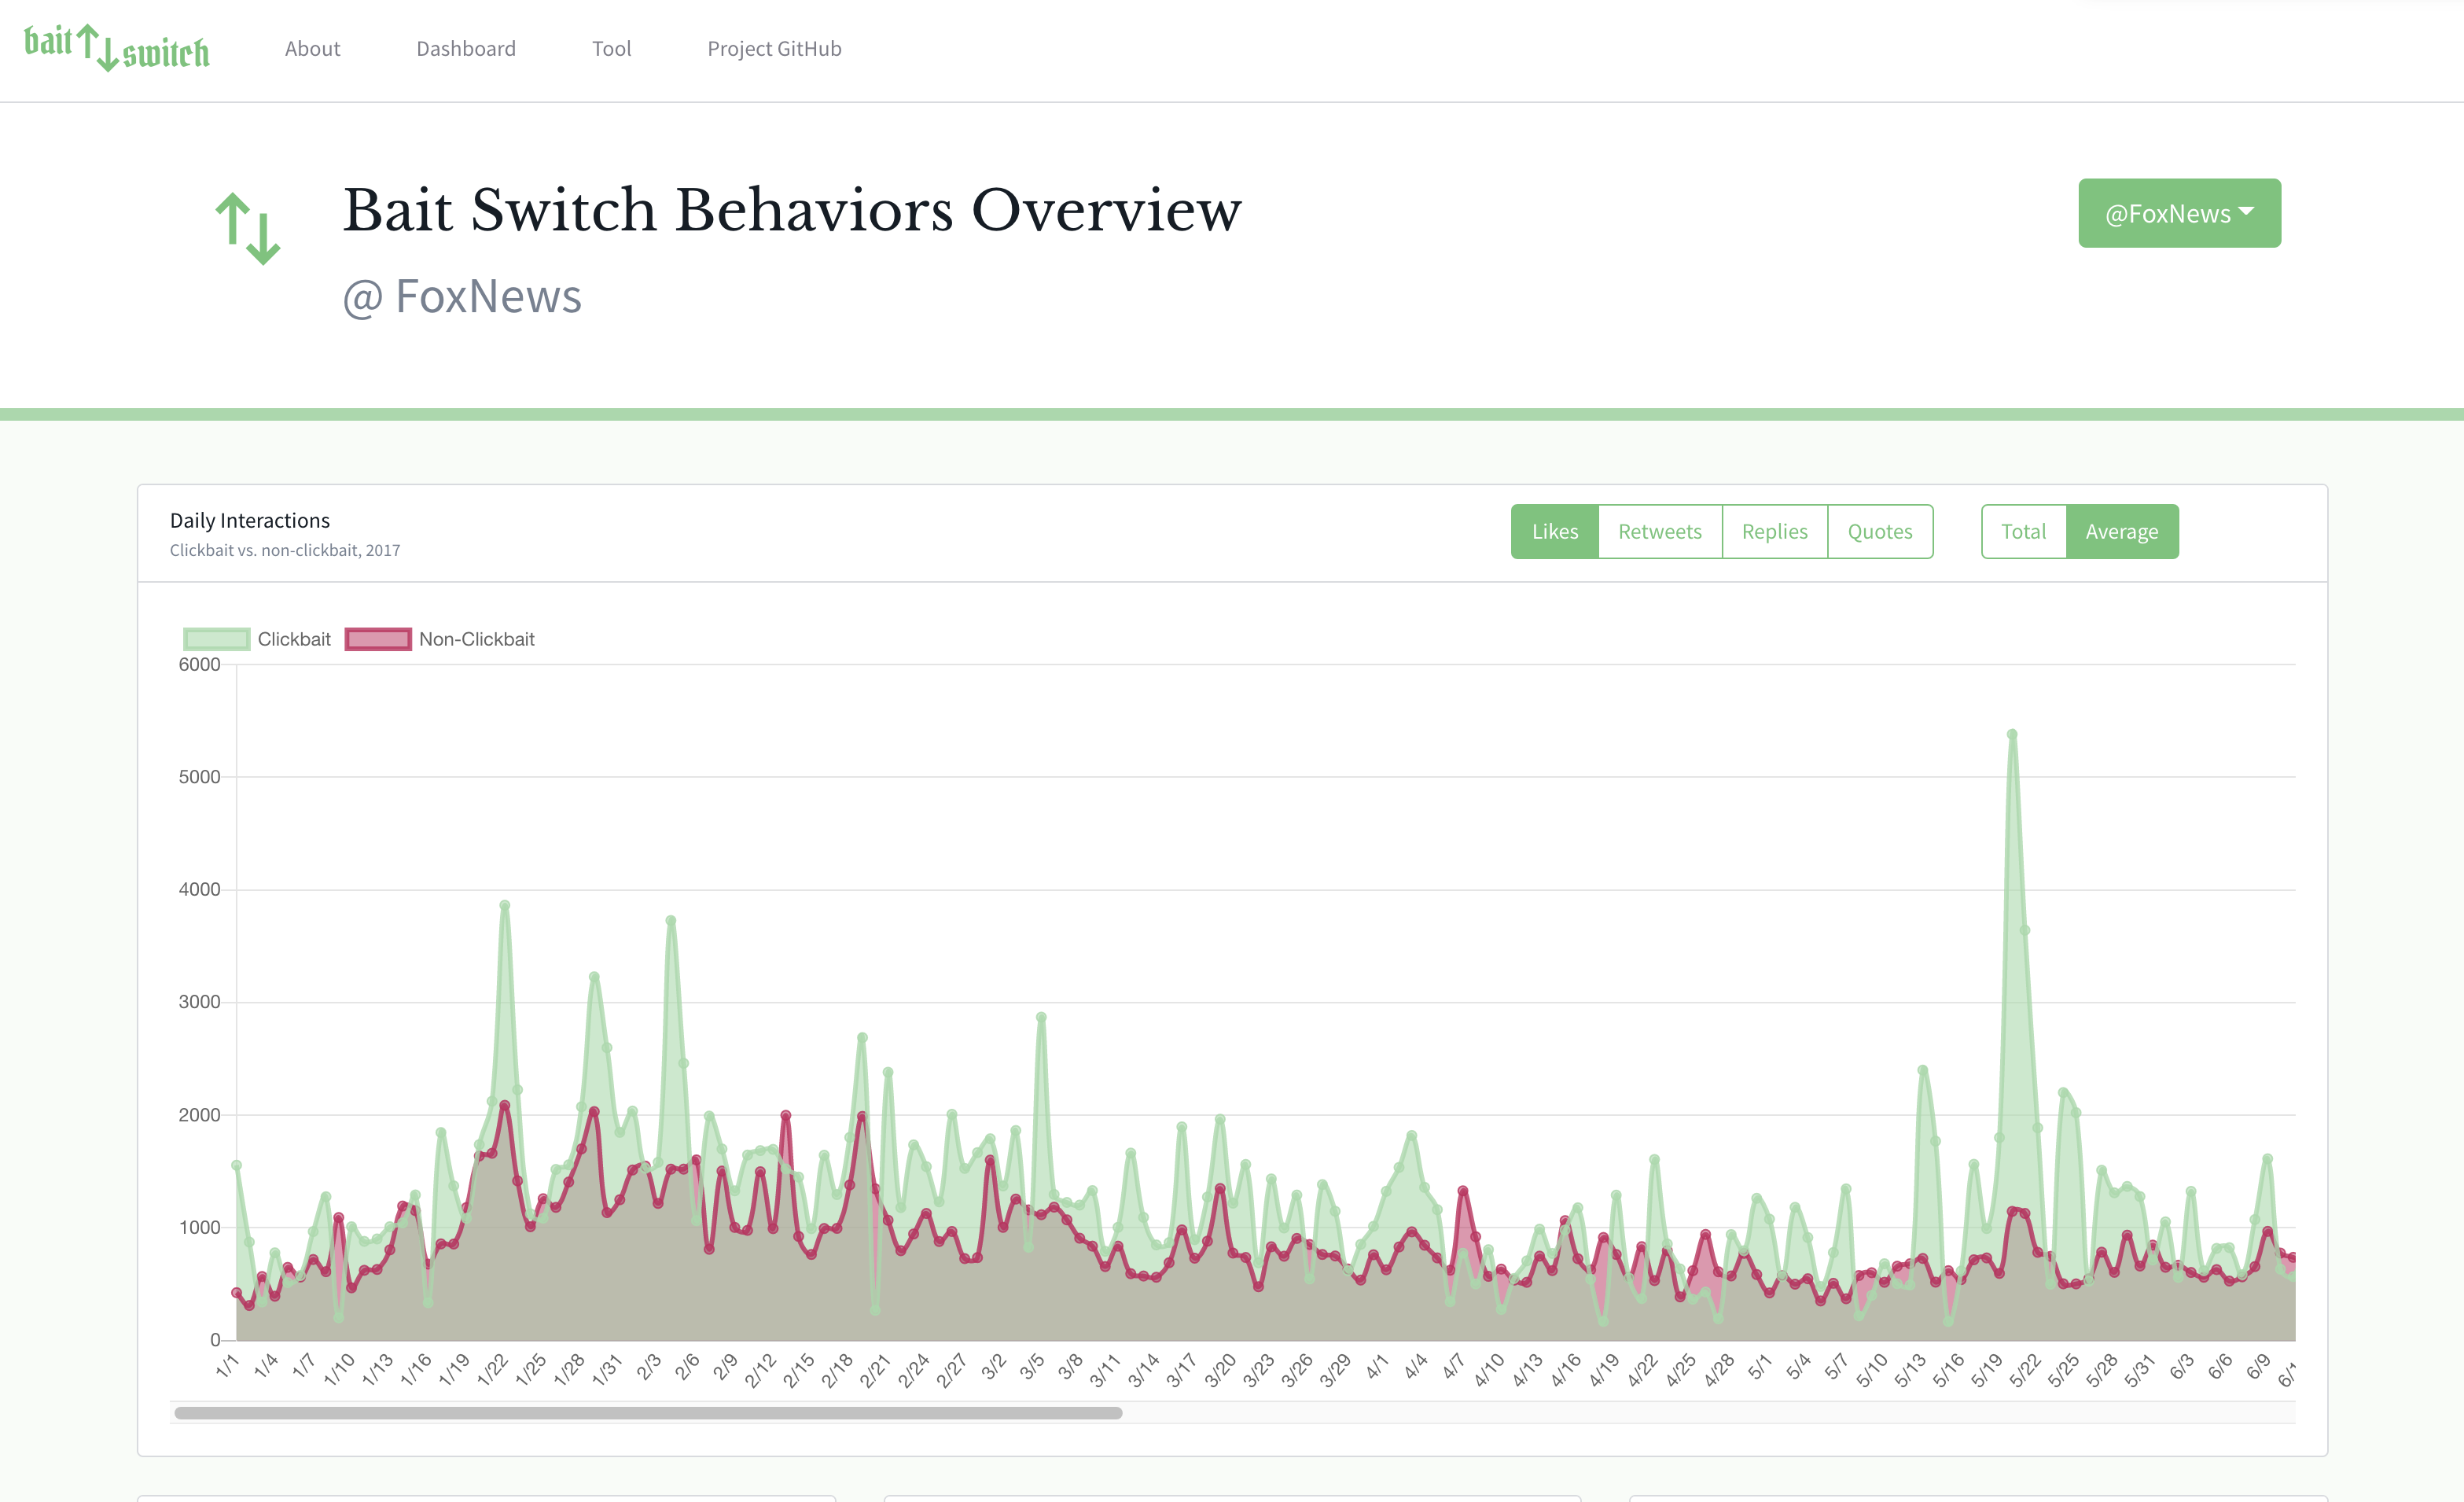 bait switch
About Dashboard Tool Project GitHub
Bait Switch Behaviors Overview
@FoxNews
@ FoxNews
Daily Interactions
Clickbait vs. non-clickbait, 2017
Likes Retweets Replies Quotes Total Average
Clickbait Non-Clickbait
6000
5000
4000
3000
2000
1000
0
1/1 1/4 1/7 1/10 1/13 1/16 1/19 1/22 1/25 1/28 1/31 2/3 2/6 2/9 2/12 2/15 2/18 2/21 2/24 2/27 3/2 3/5 3/8 3/11 3/14 3/17 3/20 3/23 3/26 3/29 4/1 4/4 4/7 4/10 4/13 4/16 4/19 4/22 4/25 4/28 5/1 5/4 5/7 5/10 5/13 5/16 5/19 5/22 5/25 5/28 5/31 6/3 6/6 6/9